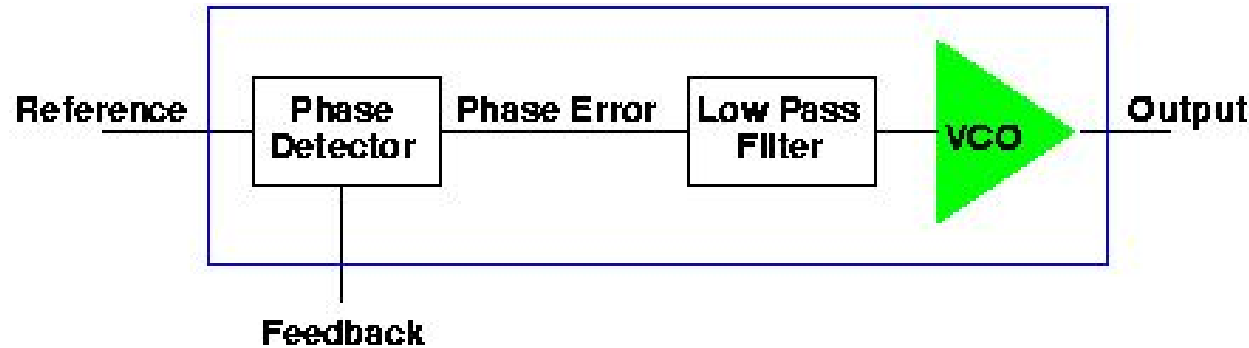 Reference
Phase
Detector
Phase Error
Low Pass
Filter
VCO
Output
Feedback